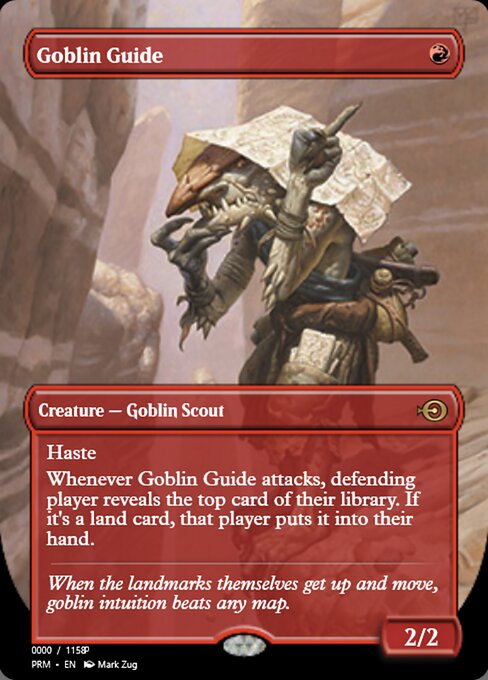 Goblin Guide
Creature — Goblin Scout
Haste
Whenever Goblin Guide attacks, defending
player reveals the top card of their library. If
it's a land card, that player puts it into their
hand.
When the landmarks themselves get up and move,
goblin intuition beats any map.
2/2
0000 / 1158P
PRM • EN Mark Zug